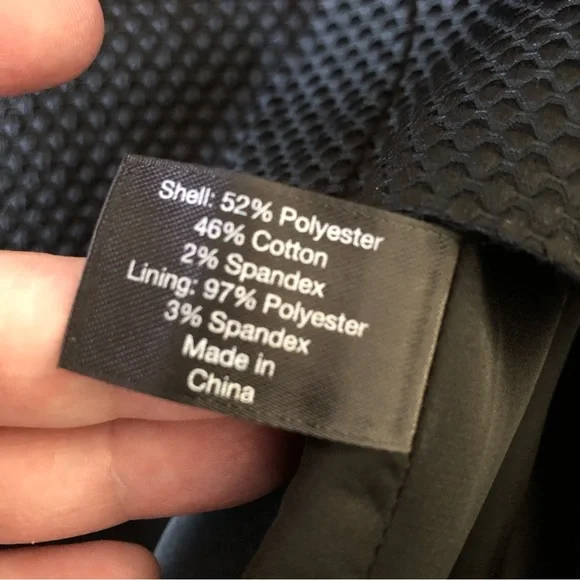 Shell: 52% Polyester
46% Cotton
2% Spandex
Lining: 97% Polyester
3% Spandex
Made in
China